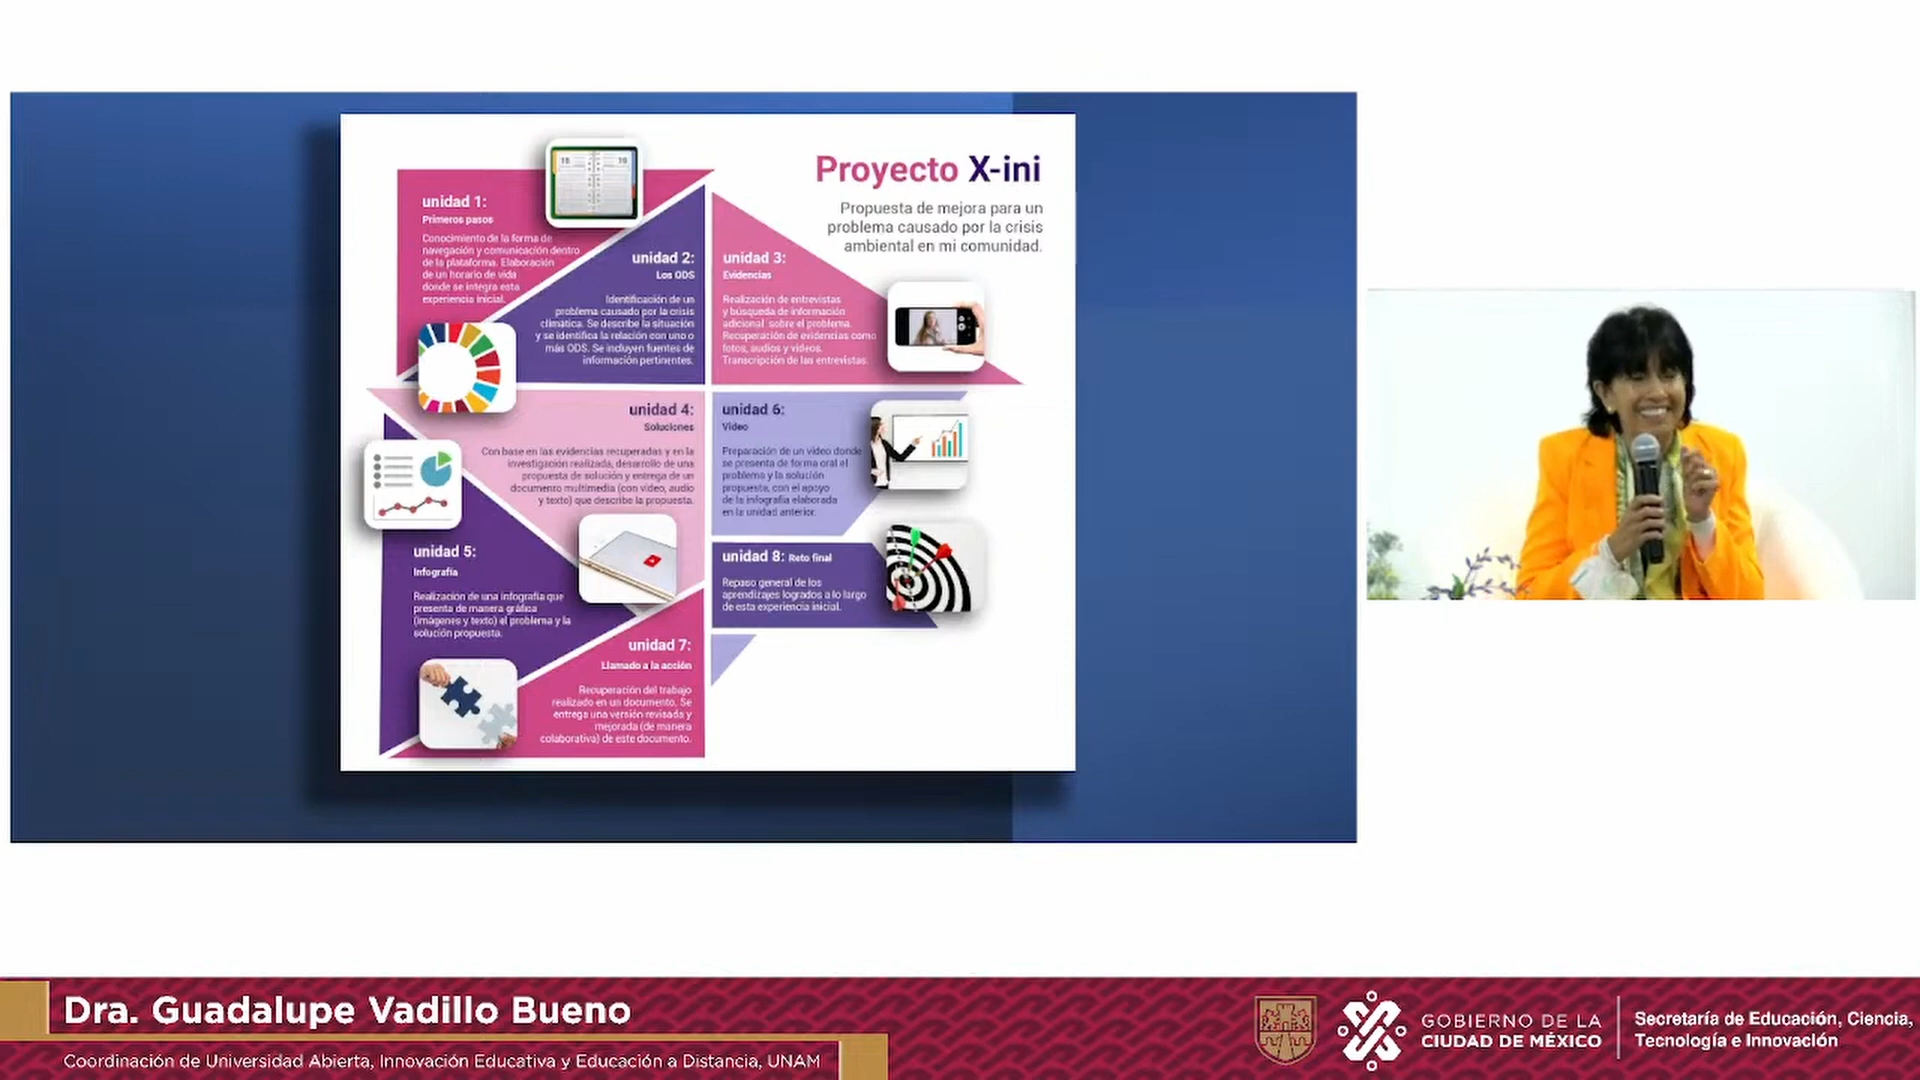 Proyecto X-ini
Propuesta de mejora para un
problema causado por la crisis
ambiental en mi comunidad.
unidad 1:
Primeros pasos
Conocimiento de la forma de
navegación y comunicación dentro
de la plataforma. Elaboración
de un horario de vida
donde se integra esta
experiencia inicial.
unidad 2:
Los ODS
Identificación de un
problema causado por la crisis
climática. Se describe la situación
y se identifica la relación con uno o
más ODS. Se incluyen fuentes de
información pertinentes.
unidad 3:
Evidencias
Realización de entrevistas
y búsqueda de información
adicional sobre el problema.
Recuperación de evidencias como
fotos, audios y videos.
Transcripción de las entrevistas.
unidad 4:
Soluciones
Con base en las evidencias recuperadas y en la
investigación realizada, desarrollo de una
propuesta de solución y entrega de un
documento multimedia (con video, audio
y texto) que describe la propuesta.
unidad 5:
Infografía
Realización de una infografía que
presenta de manera gráfica
(imágenes y texto) el problema y la
solución propuesta.
unidad 6:
Video
Preparación de un video donde
se presenta de forma oral el
problema y la solución
propuesta, con el apoyo
de la infografía elaborada
en la unidad anterior.
unidad 7:
Llamado a la acción
Recuperación del trabajo
realizado en un documento. Se
entrega una versión revisada y
mejorada (de manera
colaborativa) de este documento.
unidad 8: Reto final
Repaso general de los
aprendizajes logrados a lo largo
de esta experiencia inicial.
Dra. Guadalupe Vadillo Bueno
Coordinación de Universidad Abierta, Innovación Educativa y Educación a Distancia, UNAM
GOBIERNO DE LA
CIUDAD DE MÉXICO
Secretaría de Educación, Ciencia,
Tecnología e Innovación